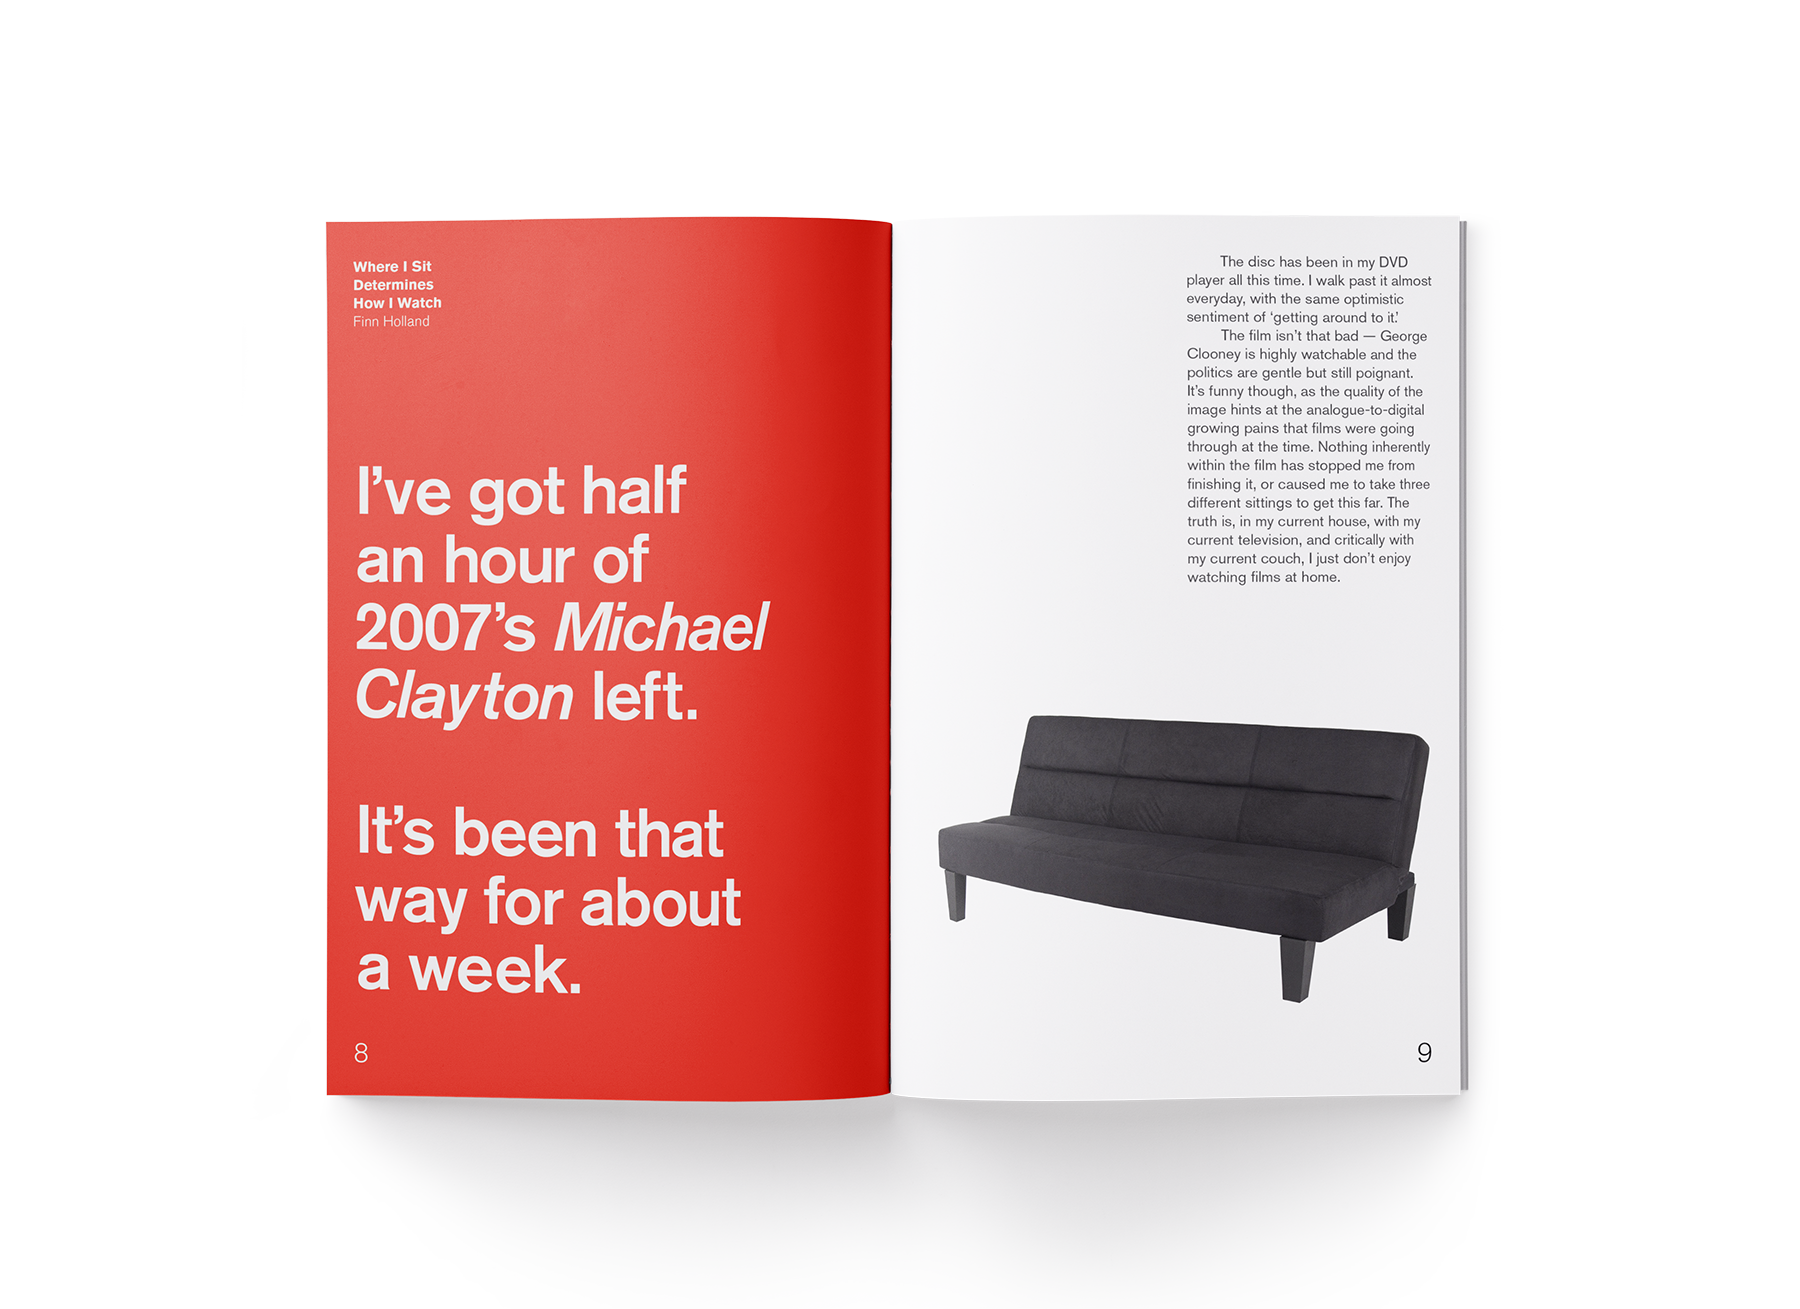 Where I Sit
Determines
How I Watch
Finn Holland
I've got half
an hour of
2007's Michael
Clayton left.
It's been that
way for about
a week.
8
The disc has been in my DVD
player all this time. I walk past it almost
everyday, with the same optimistic
sentiment of ‘getting around to it.’
The film isn’t that bad — George
Clooney is highly watchable and the
politics are gentle but still poignant.
It’s funny though, as the quality of the
image hints at the analogue-to-digital
growing pains that films were going
through at the time. Nothing inherently
within the film has stopped me from
finishing it, or caused me to take three
different sittings to get this far. The
truth is, in my current house, with my
current television, and critically with
my current couch, I just don’t enjoy
watching films at home.
9